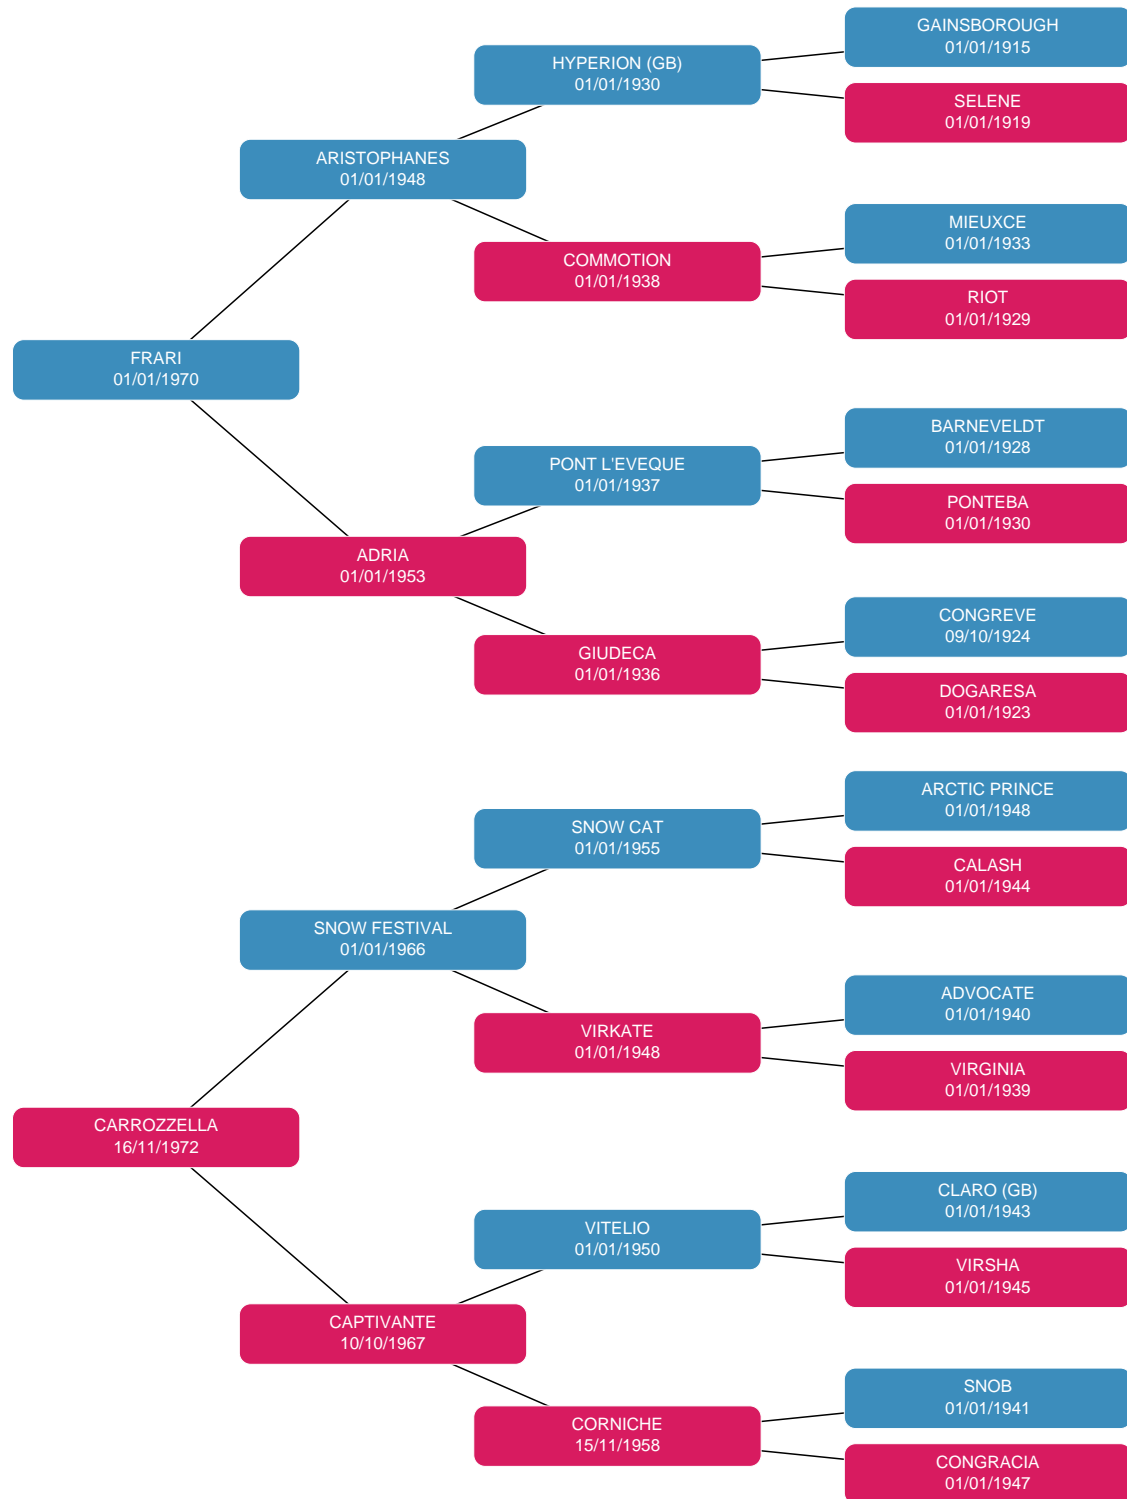 GAINSBOROUGH
01/01/1915
HYPERION (GB)
01/01/1930
SELENE
01/01/1919
ARISTOPHANES
01/01/1948
MIEUXCE
01/01/1933
COMMOTION
01/01/1938
RIOT
01/01/1929
FRARI
01/01/1970
BARNEVELDT
01/01/1928
PONT L'EVEQUE
01/01/1937
PONTEBA
01/01/1930
ADRIA
01/01/1953
CONGREVE
09/10/1924
GIUDECA
01/01/1936
DOGARESA
01/01/1923
ARCTIC PRINCE
01/01/1948
SNOW CAT
01/01/1955
CALASH
01/01/1944
SNOW FESTIVAL
01/01/1966
ADVOCATE
01/01/1940
VIRKATE
01/01/1948
VIRGINIA
01/01/1939
CARROZZELLA
16/11/1972
CLARO (GB)
01/01/1943
VITELIO
01/01/1950
VIRSHA
01/01/1945
CAPTIVANTE
10/10/1967
SNOB
01/01/1941
CORNICHE
15/11/1958
CONGRACIA
01/01/1947